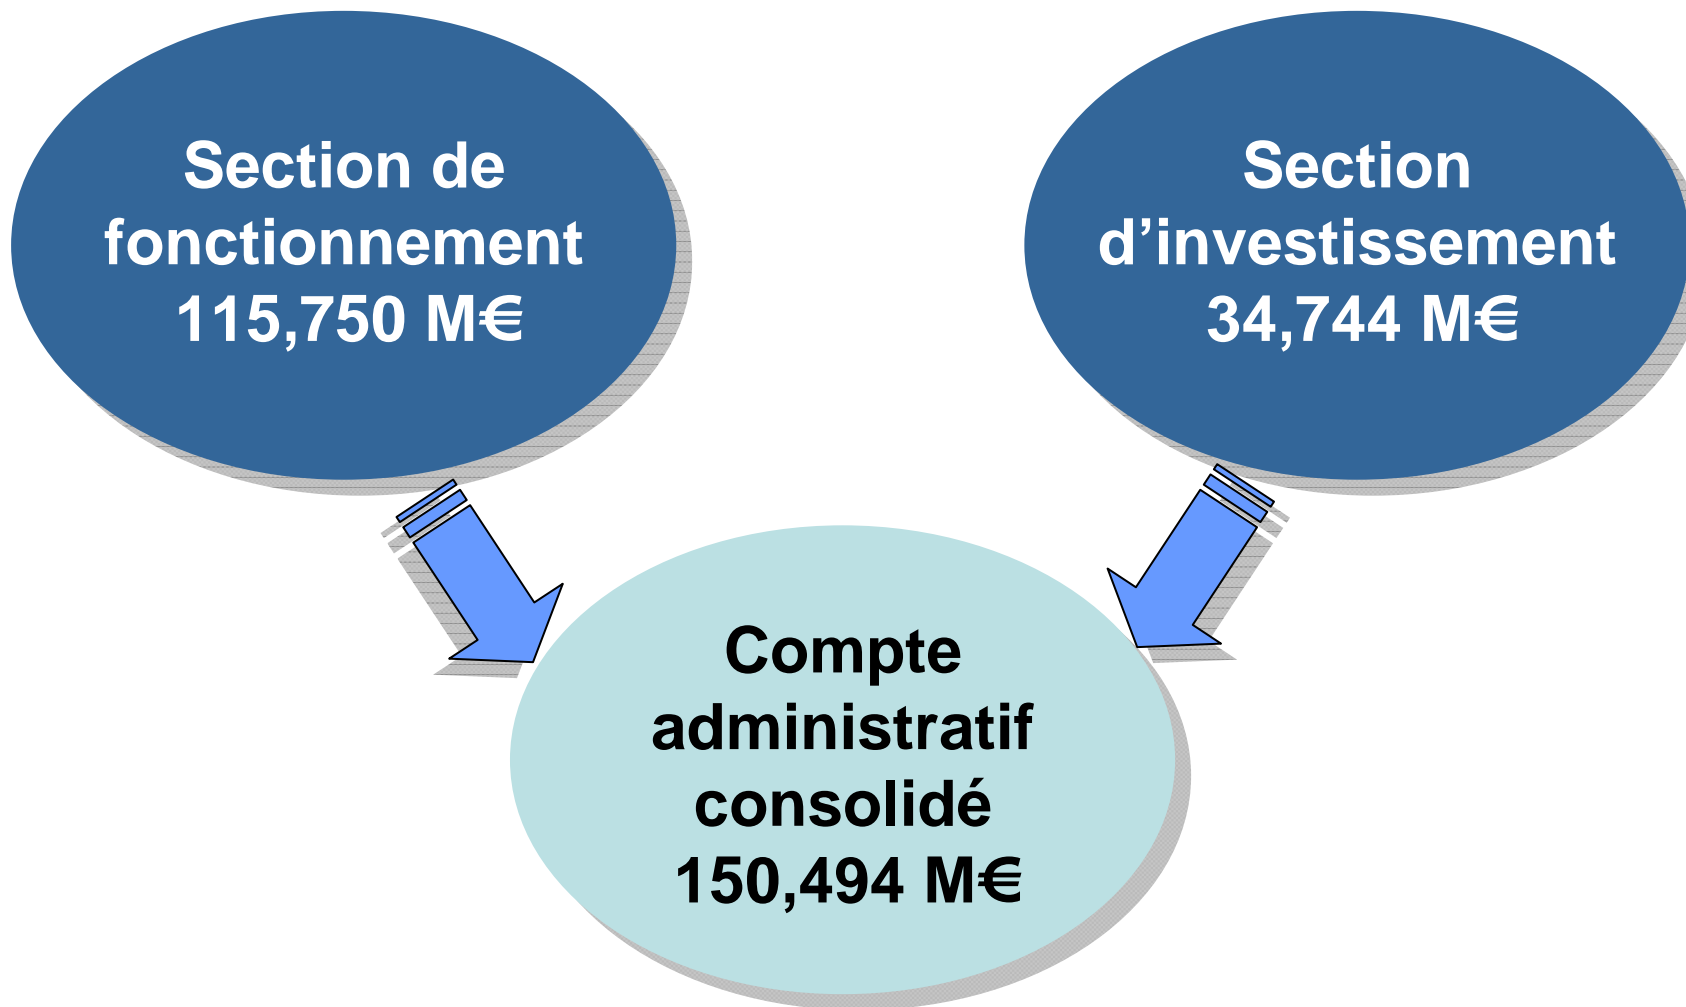 Section de
fonctionnement
115,750 M€
Section
d’investissement
34,744 M€
Compte
administratif
consolidé
150,494 M€